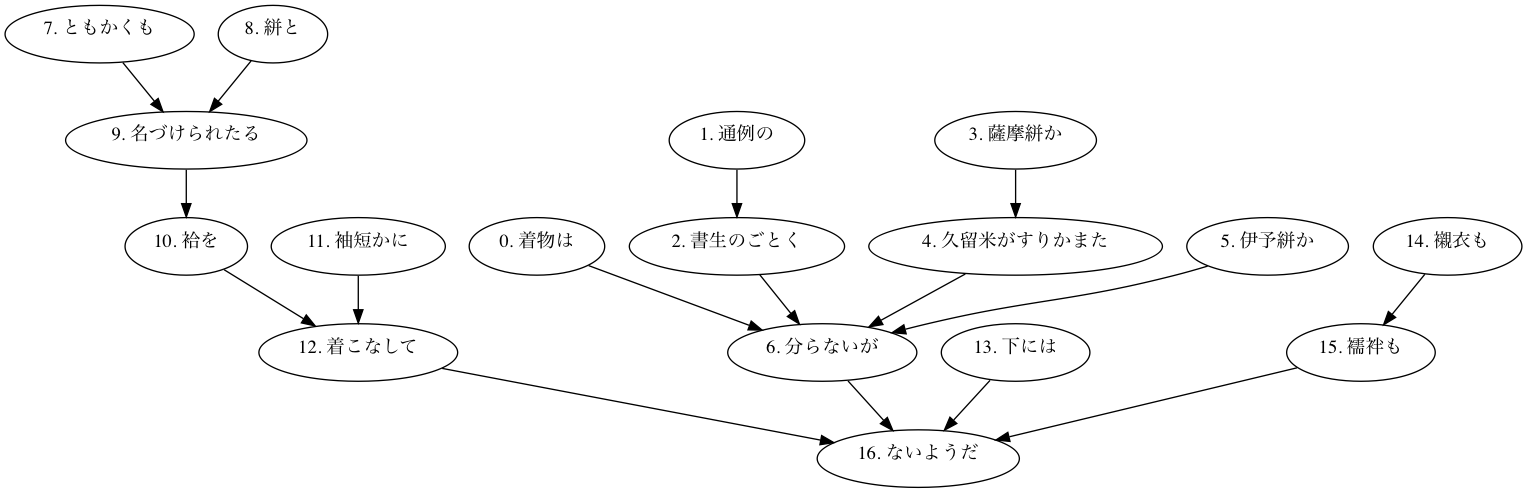 7. ともかくも
8. 絣と
9. 名づけられたる
1. 通例の
3. 薩摩絣か
10. 袷を
11. 袖短かに
0. 着物は
2. 書生のごとく
4. 久留米がすりかまた
5. 伊予絣か
14. 襯衣も
12. 着こなして
6. 分らないが
13. 下には
15. 襦袢も
16. ないようだ